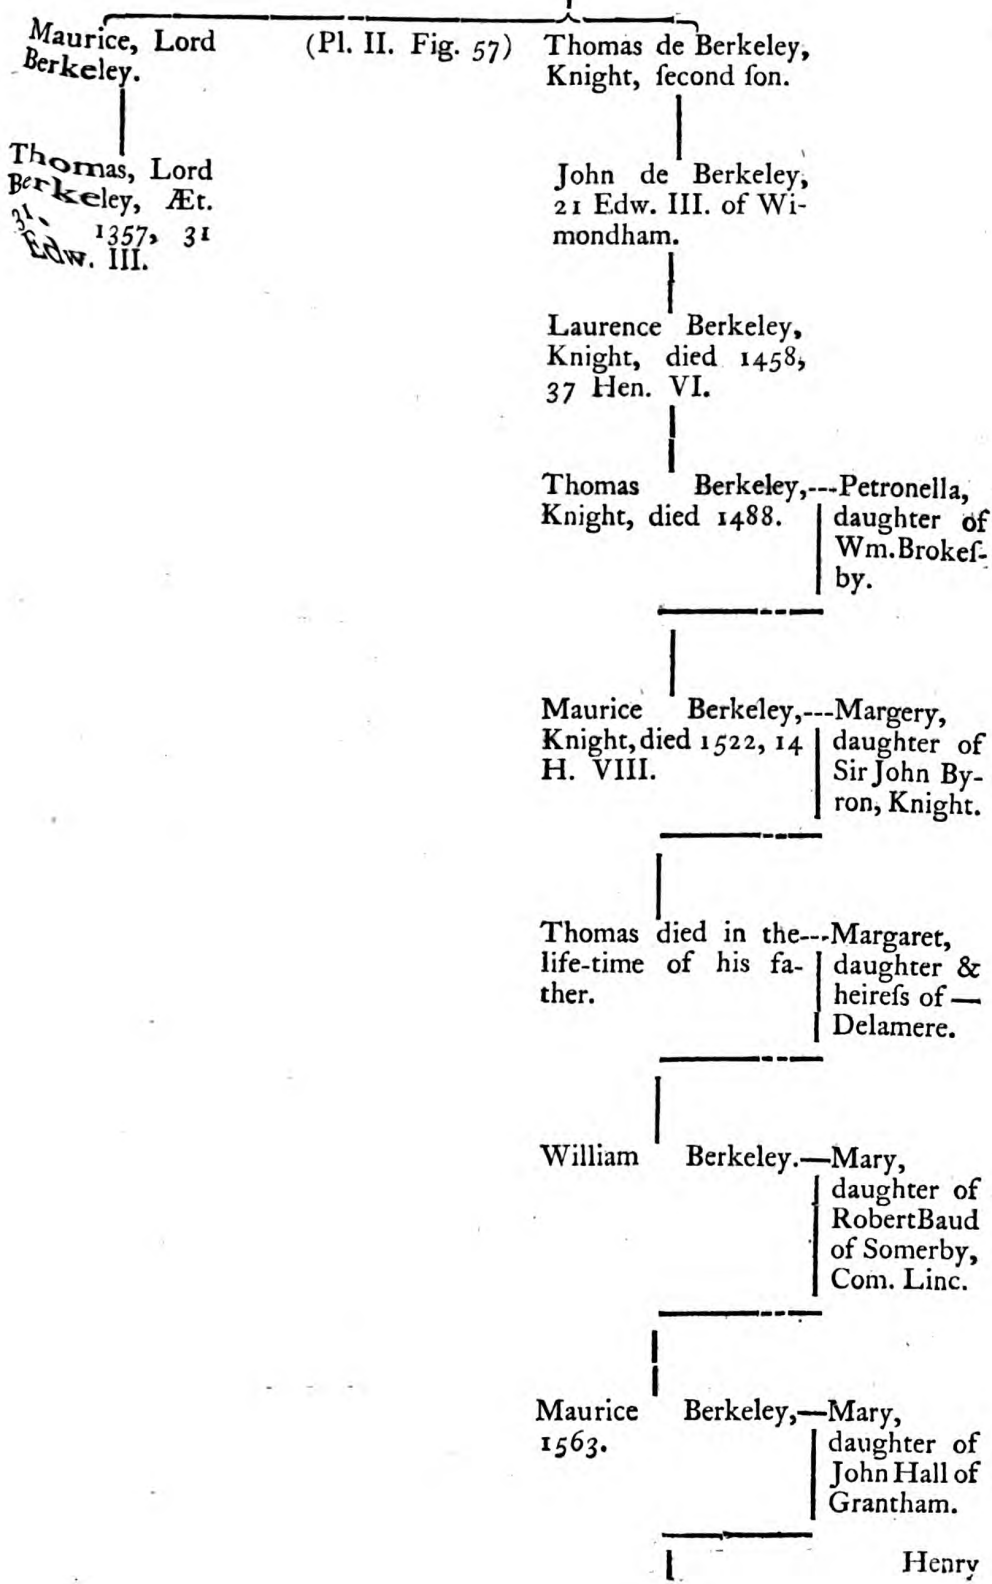 Maurice, Lord
Berkeley.
(Pl. II. Fig. 57)
Thomas de Berkeley,
Knight, ſecond ſon.
Thomas, Lord
Berkeley, Æt.
31. 1357, 31
Edw. III.
John de Berkeley,
21 Edw. III. of Wi-
mondham.
Laurence Berkeley,
Knight, died 1458,
37 Hen. VI.
Thomas Berkeley,---Petronella,
Knight, died 1488. daughter of
Wm. Brokeſ-
by.
Maurice Berkeley,---Margery,
Knight, died 1522, 14 daughter of
H. VIII. Sir John By-
ron, Knight.
Thomas died in the---Margaret,
life-time of his fa- daughter &
ther. heireſs of —
Delamere.
William Berkeley.—Mary,
daughter of
Robert Baud
of Somerby,
Com. Linc.
Maurice Berkeley,—Mary,
1563. daughter of
John Hall of
Grantham.
Henry